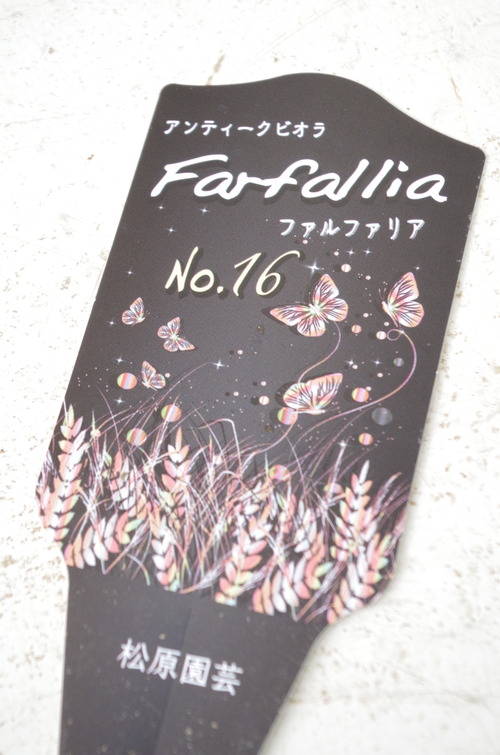 アンティークビオラ
Farfallia
ファルファリア
No.16
松原園芸